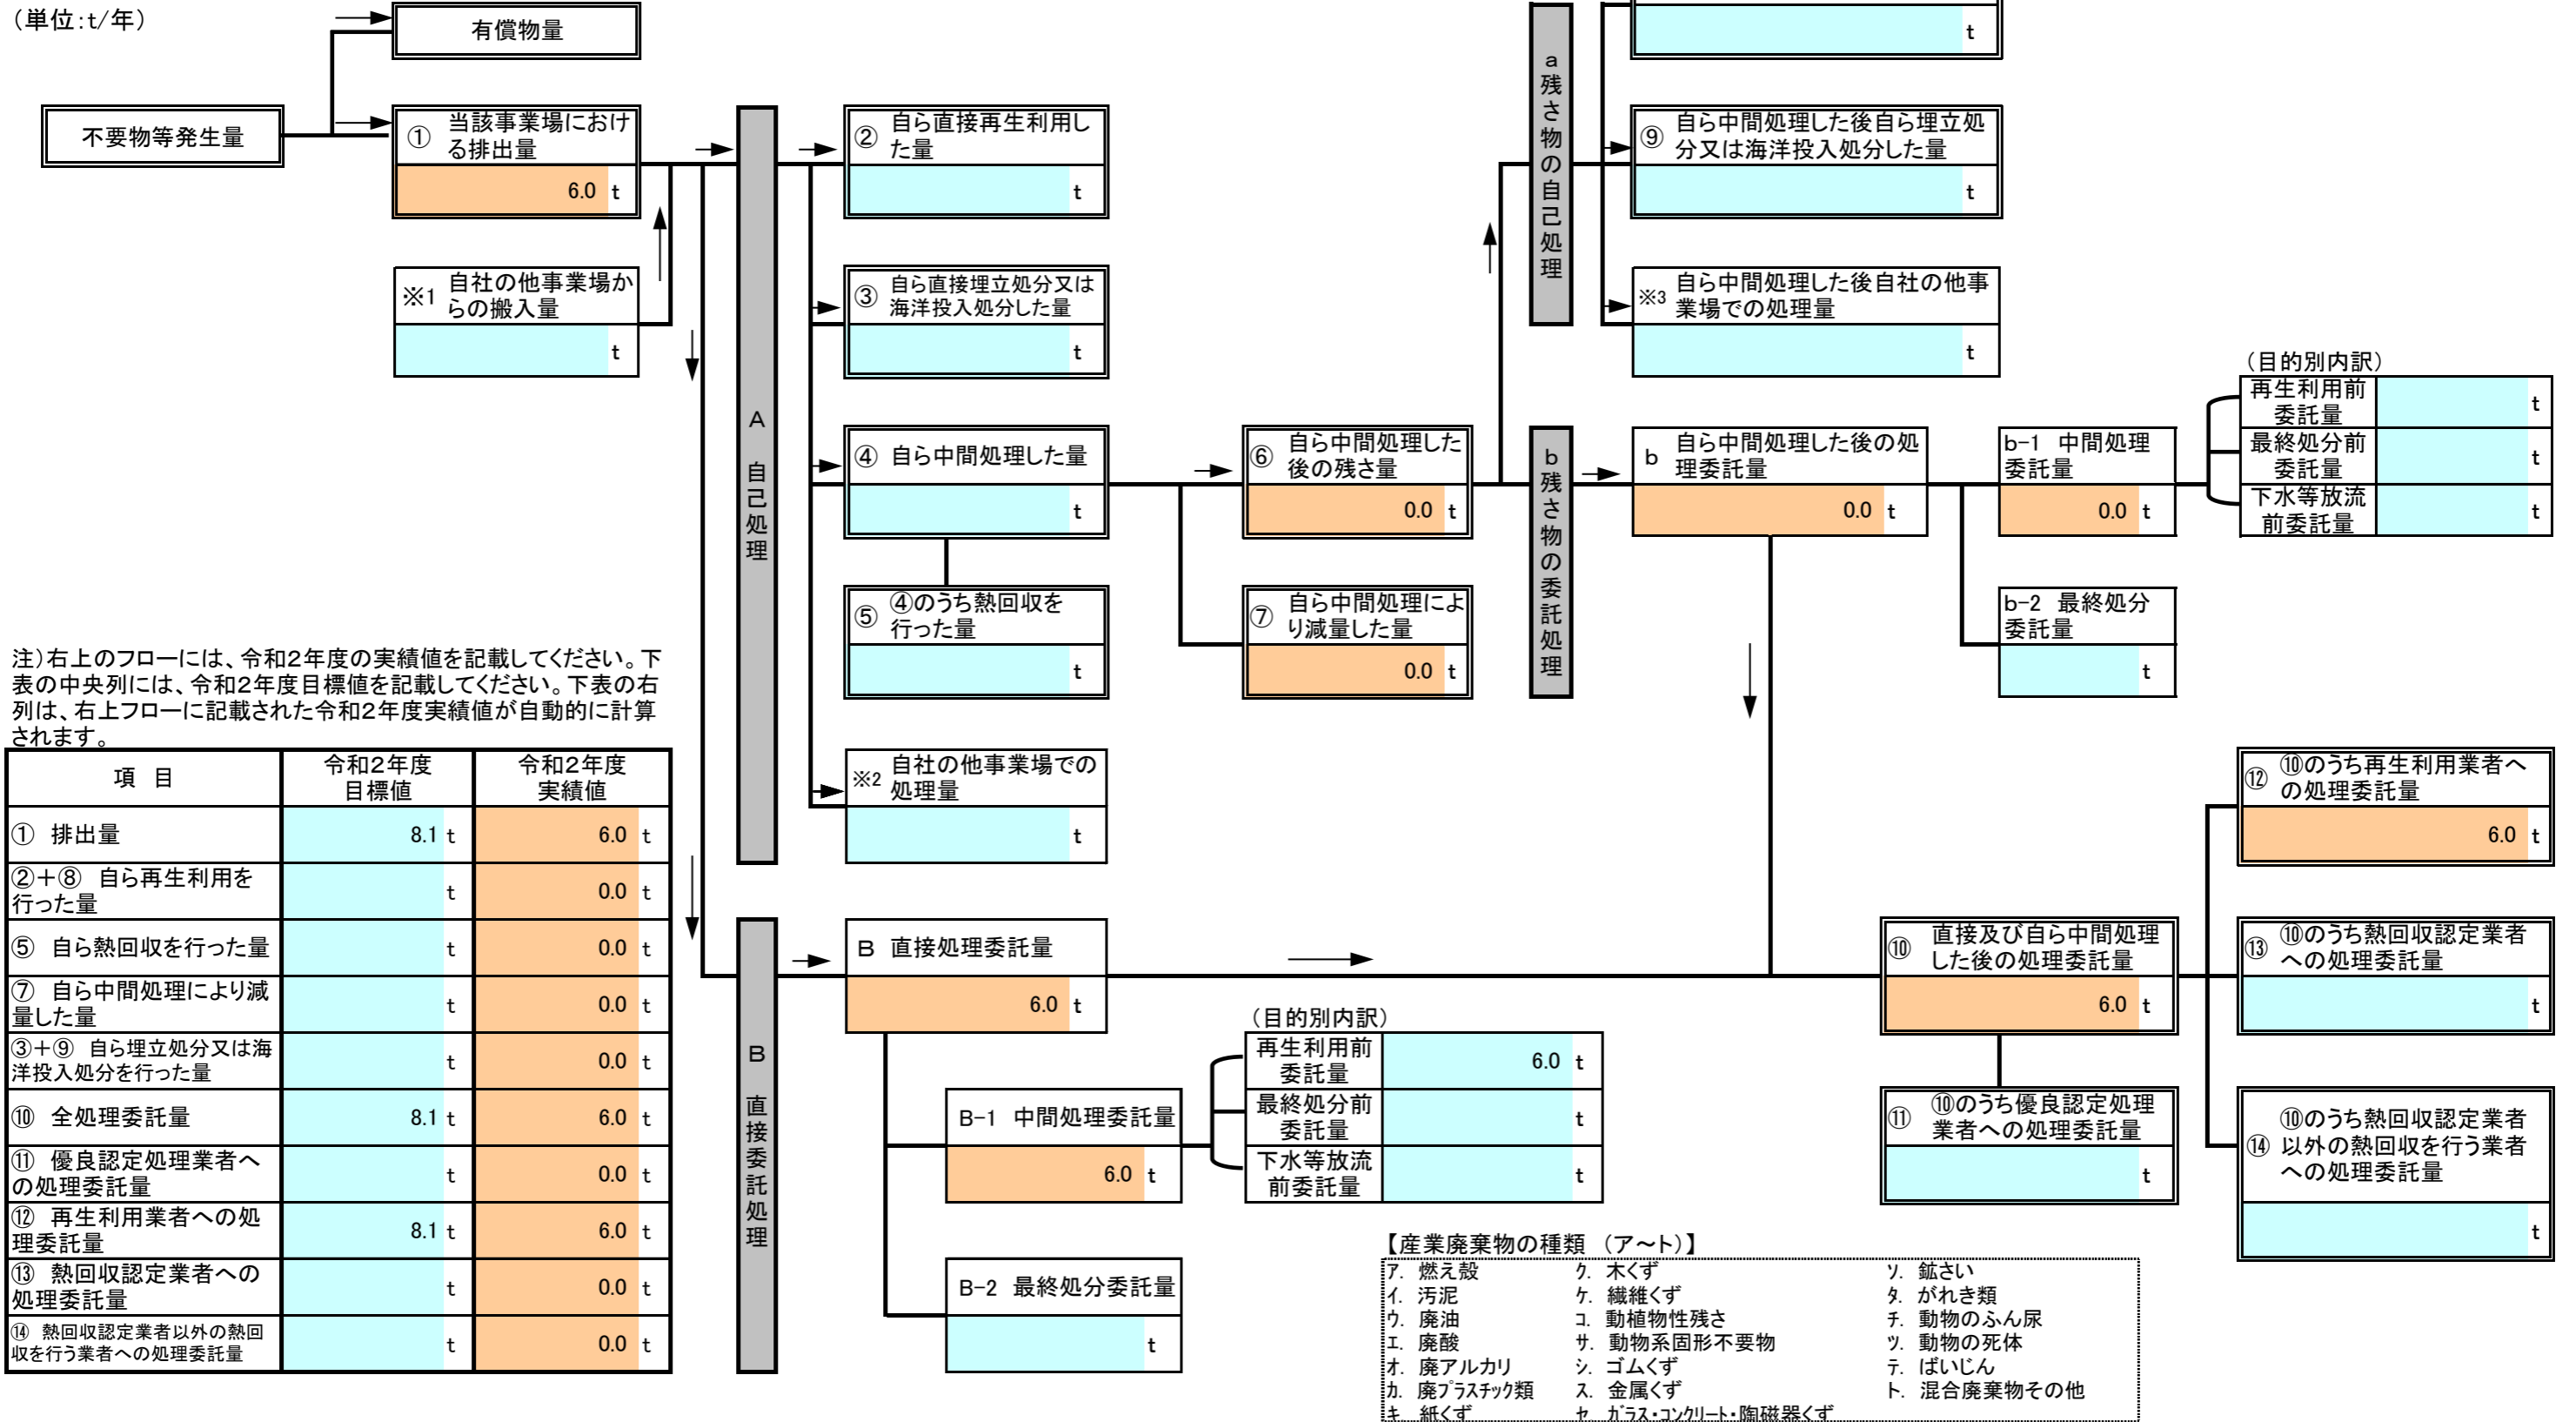 （単位：t/年）
有償物量
不要物等発生量
① 当該事業場におけ
る排出量
6.0 t
※1 自社の他事業場か
らの搬入量
t
A 自己処理
② 自ら直接再生利用し
た量
t
③ 自ら直接埋立処分又は
海洋投入処分した量
t
④ 自ら中間処理した量
t
⑤ ④のうち熱回収を
行った量
t
※2 自社の他事業場での
処理量
t
⑥ 自ら中間処理した
後の残さ量
0.0 t
⑦ 自ら中間処理によ
り減量した量
0.0 t
a 残さ物の自己処理
t
⑨ 自ら中間処理した後自ら埋立処
分又は海洋投入処分した量
t
※3 自ら中間処理した後自社の他事
業場での処理量
t
b 残さ物の委託処理
b 自ら中間処理した後の処
理委託量
0.0 t
b-1 中間処理
委託量
0.0 t
b-2 最終処分
委託量
t
（目的別内訳）
再生利用前
委託量
t
最終処分前
委託量
t
下水等放流
前委託量
t
注）右上のフローには、令和２年度の実績値を記載してください。下
表の中央列には、令和２年度目標値を記載してください。下表の右
列は、右上フローに記載された令和２年度実績値が自動的に計算
されます。
項 目
令和２年度
目標値
令和２年度
実績値
① 排出量 8.1 t 6.0 t
②＋⑧ 自ら再生利用を
行った量 t 0.0 t
⑤ 自ら熱回収を行った量 t 0.0 t
⑦ 自ら中間処理により減
量した量 t 0.0 t
③＋⑨ 自ら埋立処分又は海
洋投入処分を行った量 t 0.0 t
⑩ 全処理委託量 8.1 t 6.0 t
⑪ 優良認定処理業者へ
の処理委託量 t 0.0 t
⑫ 再生利用業者への処
理委託量 8.1 t 6.0 t
⑬ 熱回収認定業者への
処理委託量 t 0.0 t
⑭ 熱回収認定業者以外の熱回
収を行う業者への処理委託量 t 0.0 t
B 直接委託処理
B 直接処理委託量
6.0 t
B-1 中間処理委託量
6.0 t
B-2 最終処分委託量
t
（目的別内訳）
再生利用前
委託量
6.0 t
最終処分前
委託量
t
下水等放流
前委託量
t
⑩ 直接及び自ら中間処理
した後の処理委託量
6.0 t
⑪ ⑩のうち優良認定処理
業者への処理委託量
t
⑫ ⑩のうち再生利用業者へ
の処理委託量
6.0 t
⑬ ⑩のうち熱回収認定業者
への処理委託量
t
⑭ ⑩のうち熱回収認定業者
以外の熱回収を行う業者
への処理委託量
t
【産業廃棄物の種類 （ア～ト）】
ア. 燃え殻 ク. 木くず ソ. 鉱さい
イ. 汚泥 ケ. 繊維くず タ. がれき類
ウ. 廃油 コ. 動植物性残さ チ. 動物のふん尿
エ. 廃酸 サ. 動物系固形不要物 ツ. 動物の死体
オ. 廃アルカリ シ. ゴムくず テ. ばいじん
カ. 廃プラスチック類 ス. 金属くず ト. 混合廃棄物その他
キ. 紙くず セ. ガラス・コンクリート・陶磁器くず